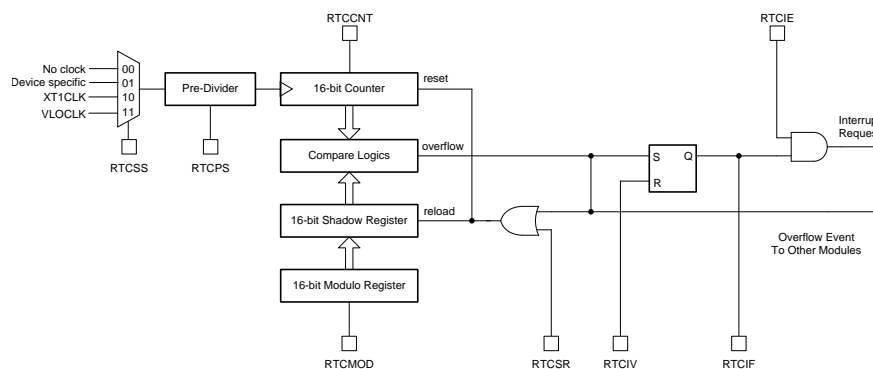 RTCCNT
RTCIE
No clock
Device specific
XT1CLK
VLOCLK
00
01
10
11
Pre-Divider
16-bit Counter
reset
Interrup
Reques
Compare Logics
overflow
S
Q
R
RTCSS
RTCPS
16-bit Shadow Register
reload
Overflow Event
To Other Modules
16-bit Modulo Register
RTCMOD
RTCSR
RTCIV
RTCIF